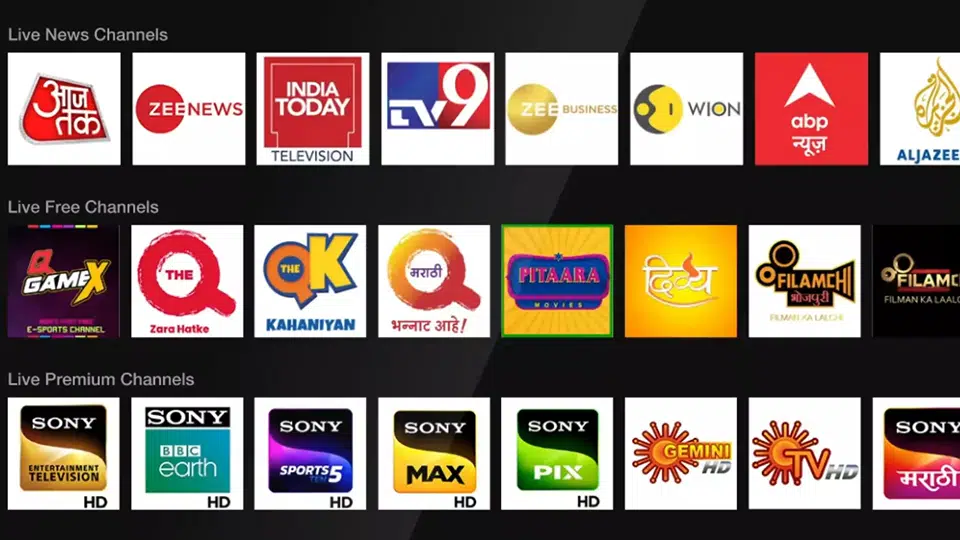 Live News Channels
आज
तक
ZEE NEWS
INDIA
TODAY
TELEVISION
TV9
ZEE BUSINESS
WION
abp
न्यूज़
ALJAZEE
Live Free Channels
Q
GAMEX
E-SPORTS CHANNEL
THE
Zara Hatke
THE QK
KAHANIYAN
मराठी
भन्नाट आहे!
PITAARA
MOVIES
दिव्य
FILAMCHI
भोजपुरी
FILMAN KA LALCHI
FILAMC
FILMAN KA LAALC
Live Premium Channels
SONY
ENTERTAINMENT
TELEVISION
HD
SONY
BBC
earth
HD
SONY
SPORTS
TEN 5
HD
SONY
MAX
HD
SONY
PIX
HD
GEMINI
HD
TV HD
SONY
मराठी